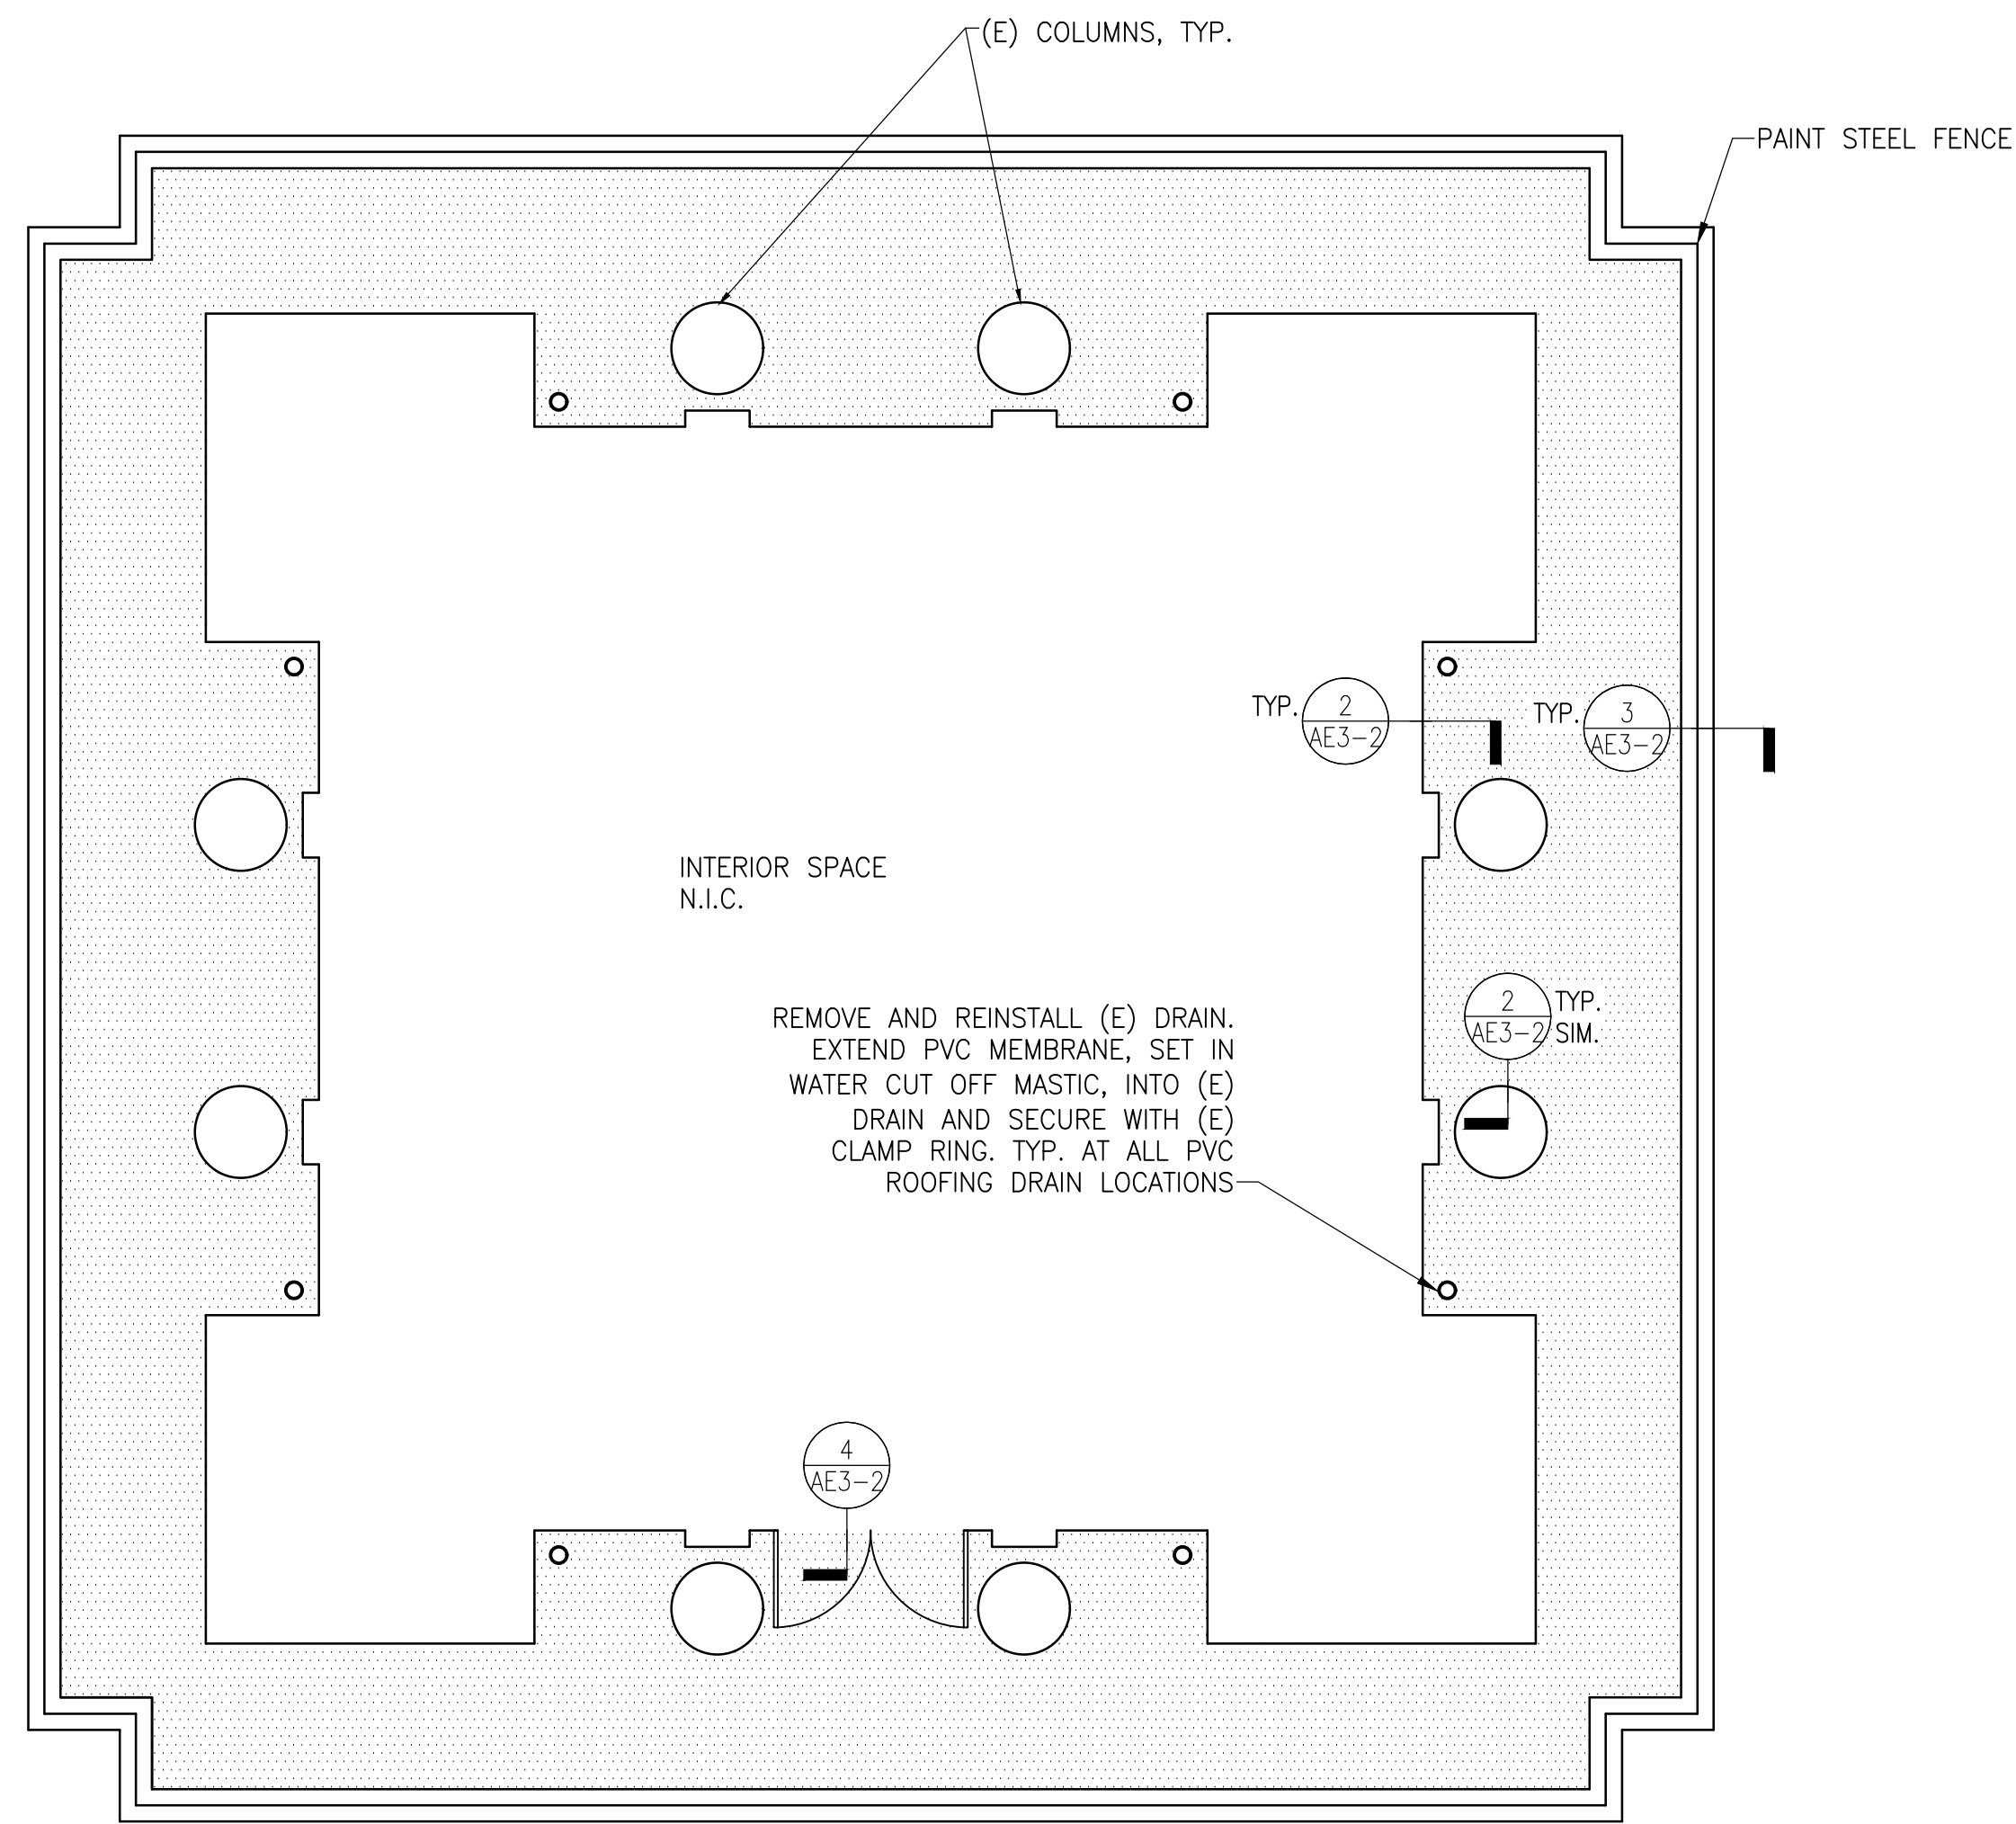 (E) COLUMNS, TYP.
PAINT STEEL FENCE
TYP.
2
AE3-2
TYP.
3
AE3-2
INTERIOR SPACE
N.I.C.
2
AE3-2
TYP.
SIM.
REMOVE AND REINSTALL (E) DRAIN.
EXTEND PVC MEMBRANE, SET IN
WATER CUT OFF MASTIC, INTO (E)
DRAIN AND SECURE WITH (E)
CLAMP RING. TYP. AT ALL PVC
ROOFING DRAIN LOCATIONS
4
AE3-2